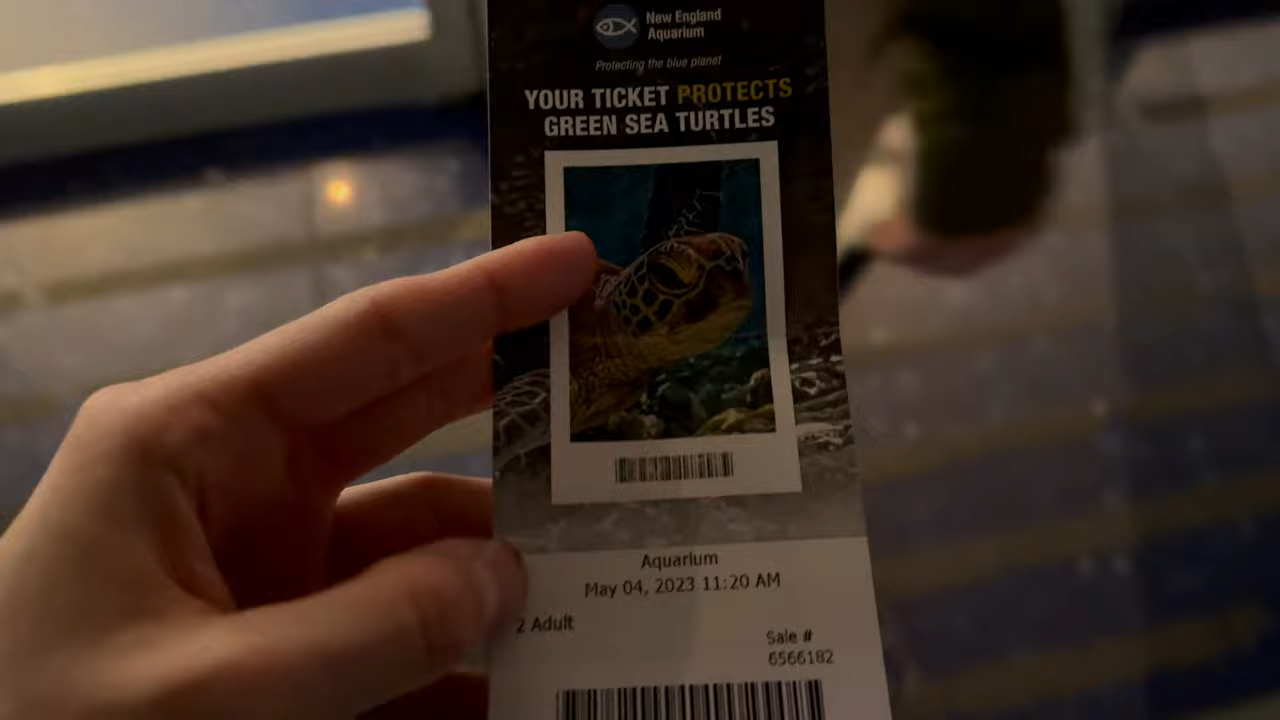 New England
Aquarium
Protecting the blue planet
YOUR TICKET PROTECTS
GREEN SEA TURTLES
Aquarium
May 04, 2023 11:20 AM
2 Adult
Sale #
6566182